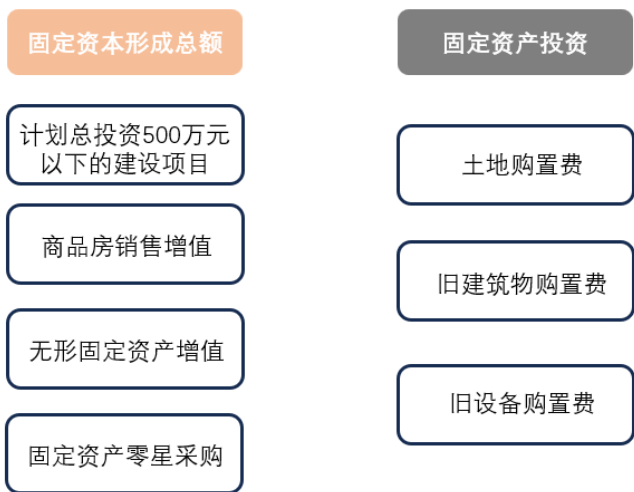 固定资本形成总额
计划总投资500万元
以下的建设项目
商品房销售增值
无形固定资产增值
固定资产零星采购
固定资产投资
土地购置费
旧建筑物购置费
旧设备购置费